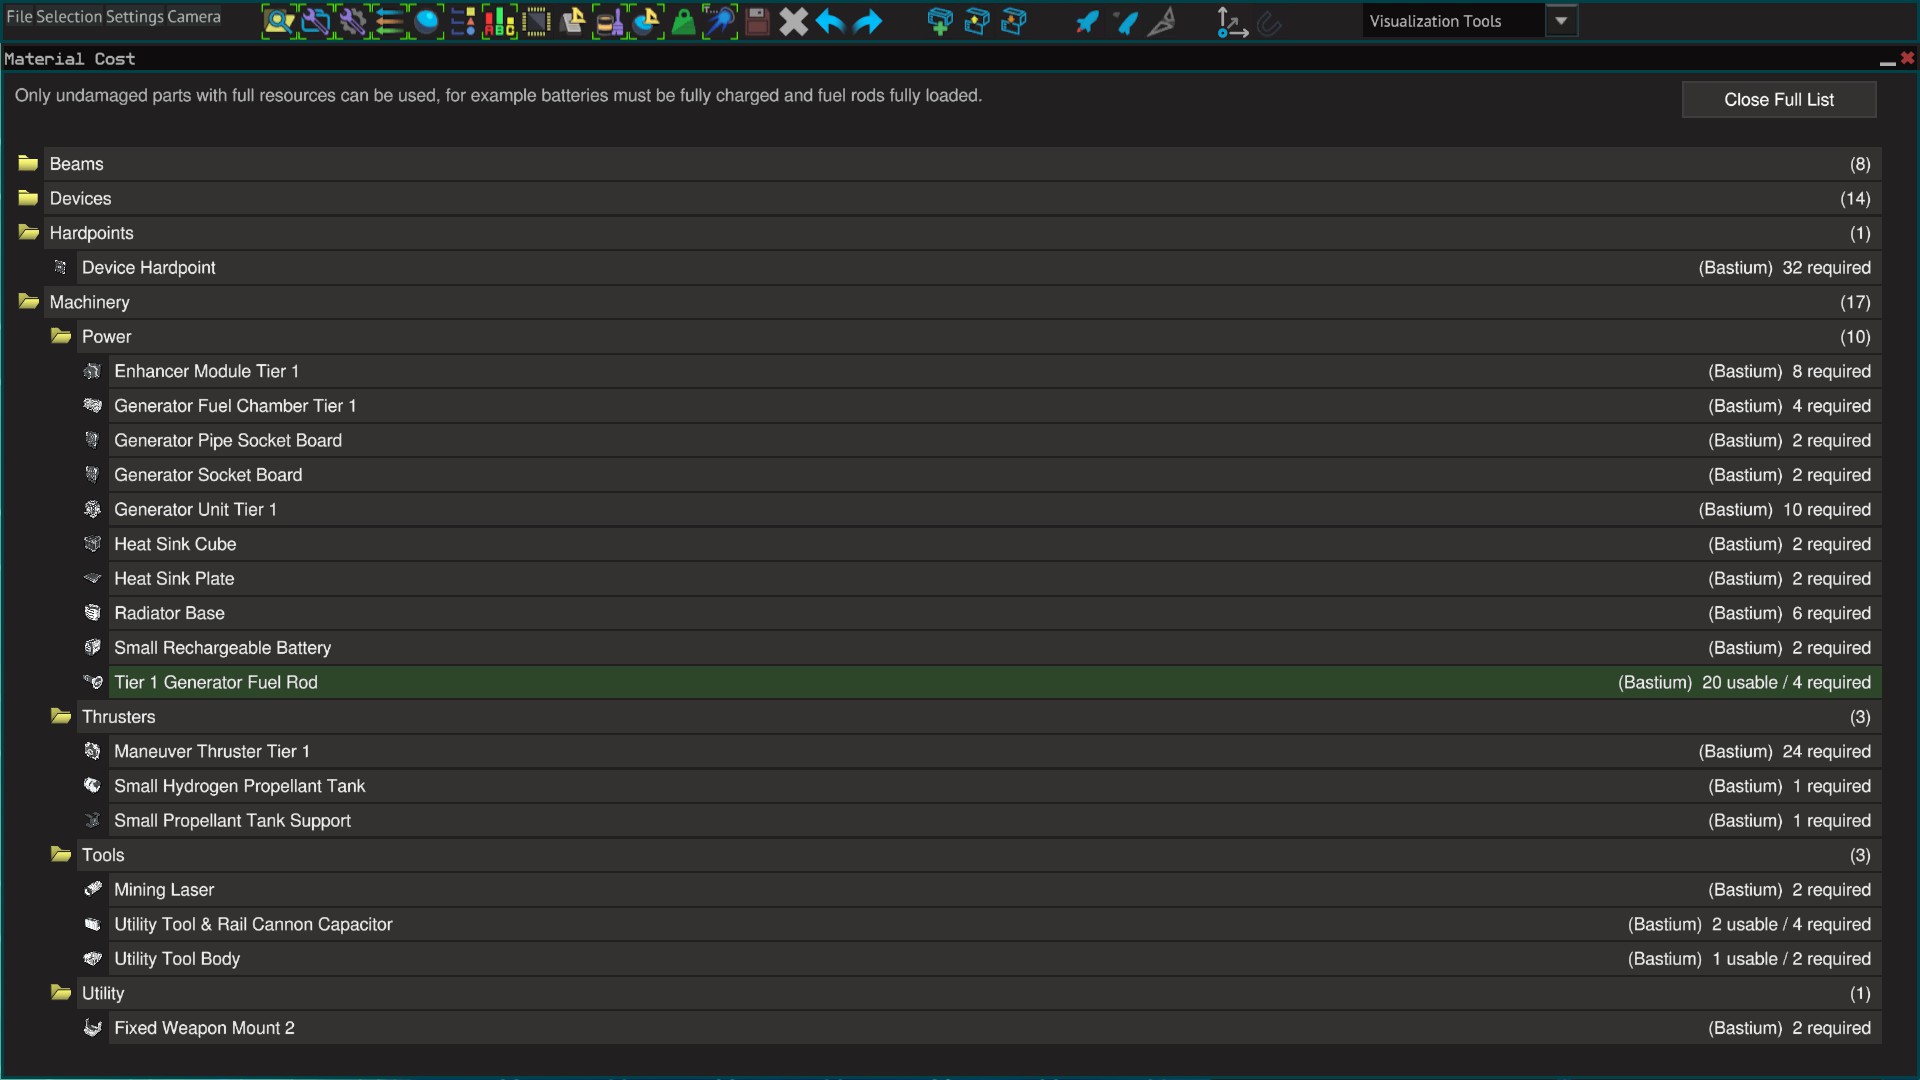 File Selection Settings Camera
ABC
Visualization Tools
Material Cost
Only undamaged parts with full resources can be used, for example batteries must be fully charged and fuel rods fully loaded.
Close Full List
Beams (8)
Devices (14)
Hardpoints (1)
Device Hardpoint (Bastium) 32 required
Machinery (17)
Power (10)
Enhancer Module Tier 1 (Bastium) 8 required
Generator Fuel Chamber Tier 1 (Bastium) 4 required
Generator Pipe Socket Board (Bastium) 2 required
Generator Socket Board (Bastium) 2 required
Generator Unit Tier 1 (Bastium) 10 required
Heat Sink Cube (Bastium) 2 required
Heat Sink Plate (Bastium) 2 required
Radiator Base (Bastium) 6 required
Small Rechargeable Battery (Bastium) 2 required
Tier 1 Generator Fuel Rod (Bastium) 20 usable / 4 required
Thrusters (3)
Maneuver Thruster Tier 1 (Bastium) 24 required
Small Hydrogen Propellant Tank (Bastium) 1 required
Small Propellant Tank Support (Bastium) 1 required
Tools (3)
Mining Laser (Bastium) 2 required
Utility Tool & Rail Cannon Capacitor (Bastium) 2 usable / 4 required
Utility Tool Body (Bastium) 1 usable / 2 required
Utility (1)
Fixed Weapon Mount 2 (Bastium) 2 required